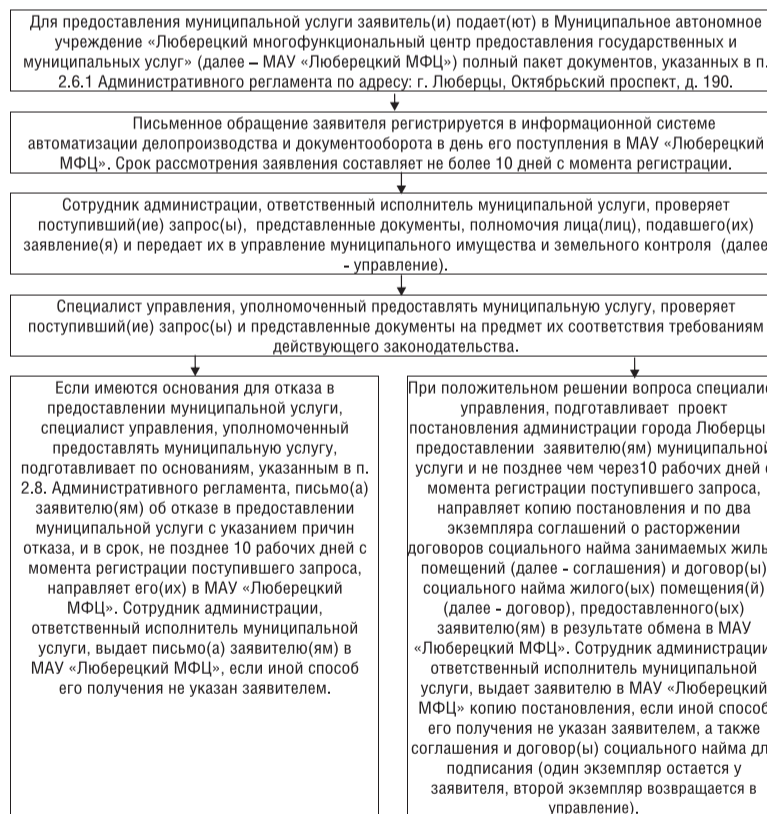 Для предоставления муниципальной услуги заявитель(и) подает(ют) в Муниципальное автономное
учреждение «Люберецкий многофункциональный центр предоставления государственных и
муниципальных услуг» (далее – МАУ «Люберецкий МФЦ») полный пакет документов, указанных в п.
2.6.1 Административного регламента по адресу: г. Люберцы, Октябрьский проспект, д. 190.
Письменное обращение заявителя регистрируется в информационной системе
автоматизации делопроизводства и документооборота в день его поступления в МАУ «Люберецкий
МФЦ». Срок рассмотрения заявления составляет не более 10 дней с момента регистрации.
Сотрудник администрации, ответственный исполнитель муниципальной услуги, проверяет
поступивший(ие) запрос(ы), представленные документы, полномочия лица(лиц), подавшего(их)
заявление(я) и передает их в управление муниципального имущества и земельного контроля (далее
- управление).
Специалист управления, уполномоченный предоставлять муниципальную услугу, проверяет
поступивший(ие) запрос(ы) и представленные документы на предмет их соответствия требованиям
действующего законодательства.
Если имеются основания для отказа в
предоставлении муниципальной услуги,
специалист управления, уполномоченный
предоставлять муниципальную услугу,
подготавливает по основаниям, указанным в п.
2.8. Административного регламента, письмо(а)
заявителю(ям) об отказе в предоставлении
муниципальной услуги с указанием причин
отказа, и в срок, не позднее 10 рабочих дней с
момента регистрации поступившего запроса,
направляет его(их) в МАУ «Люберецкий
МФЦ». Сотрудник администрации,
ответственный исполнитель муниципальной
услуги, выдает письмо(а) заявителю(ям) в
МАУ «Люберецкий МФЦ», если иной способ
его получения не указан заявителем.
При положительном решении вопроса специалис
управления, подготавливает проект
постановления администрации города Люберцы
предоставлении заявителю(ям) муниципальной
услуги и не позднее чем через10 рабочих дней с
момента регистрации поступившего запроса,
направляет копию постановления и по два
экземпляра соглашений о расторжении
договоров социального найма занимаемых жилы
помещений (далее - соглашения) и договор(ы)
социального найма жилого(ых) помещения(й)
(далее - договор), предоставленного(ых)
заявителю(ям) в результате обмена в МАУ
«Люберецкий МФЦ». Сотрудник администрации
ответственный исполнитель муниципальной
услуги, выдает заявителю в МАУ «Люберецкий
МФЦ» копию постановления, если иной способ
его получения не указан заявителем, а также
соглашения и договор(ы) социального найма дл
подписания (один экземпляр остается у
заявителя, второй экземпляр возвращается в
управление).